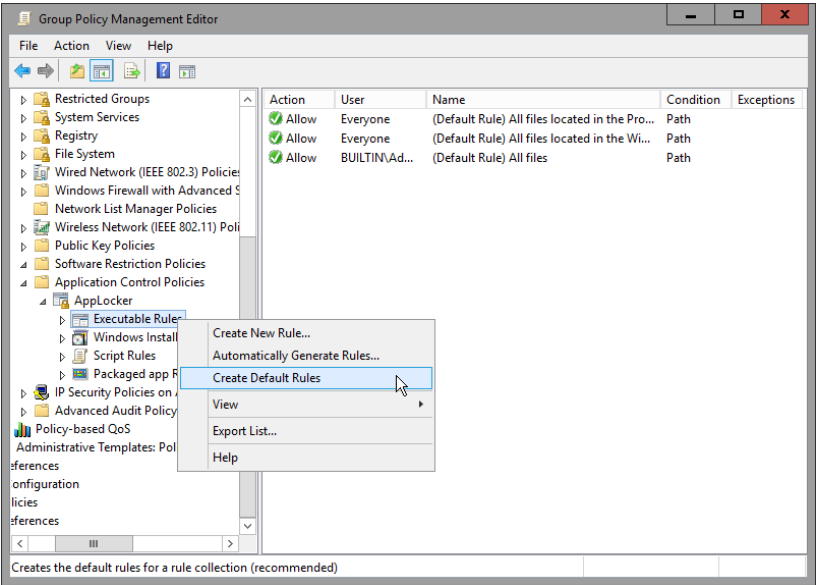 Group Policy Management Editor
File Action View Help
Restricted Groups
System Services
Registry
File System
Wired Network (IEEE 802.3) Policies
Windows Firewall with Advanced S
Network List Manager Policies
Wireless Network (IEEE 802.11) Poli
Public Key Policies
Software Restriction Policies
Application Control Policies
AppLocker
Executable Rules
Windows Install
Script Rules
Packaged app R
IP Security Policies on A
Advanced Audit Policy
Policy-based QoS
Administrative Templates: Pol
eferences
onfiguration
licies
eferences
Action User Name Condition Exceptions
Allow Everyone (Default Rule) All files located in the Pro... Path
Allow Everyone (Default Rule) All files located in the Wi... Path
Allow BUILTIN\Ad... (Default Rule) All files Path
Create New Rule...
Automatically Generate Rules...
Create Default Rules
View
Export List...
Help
Creates the default rules for a rule collection (recommended)